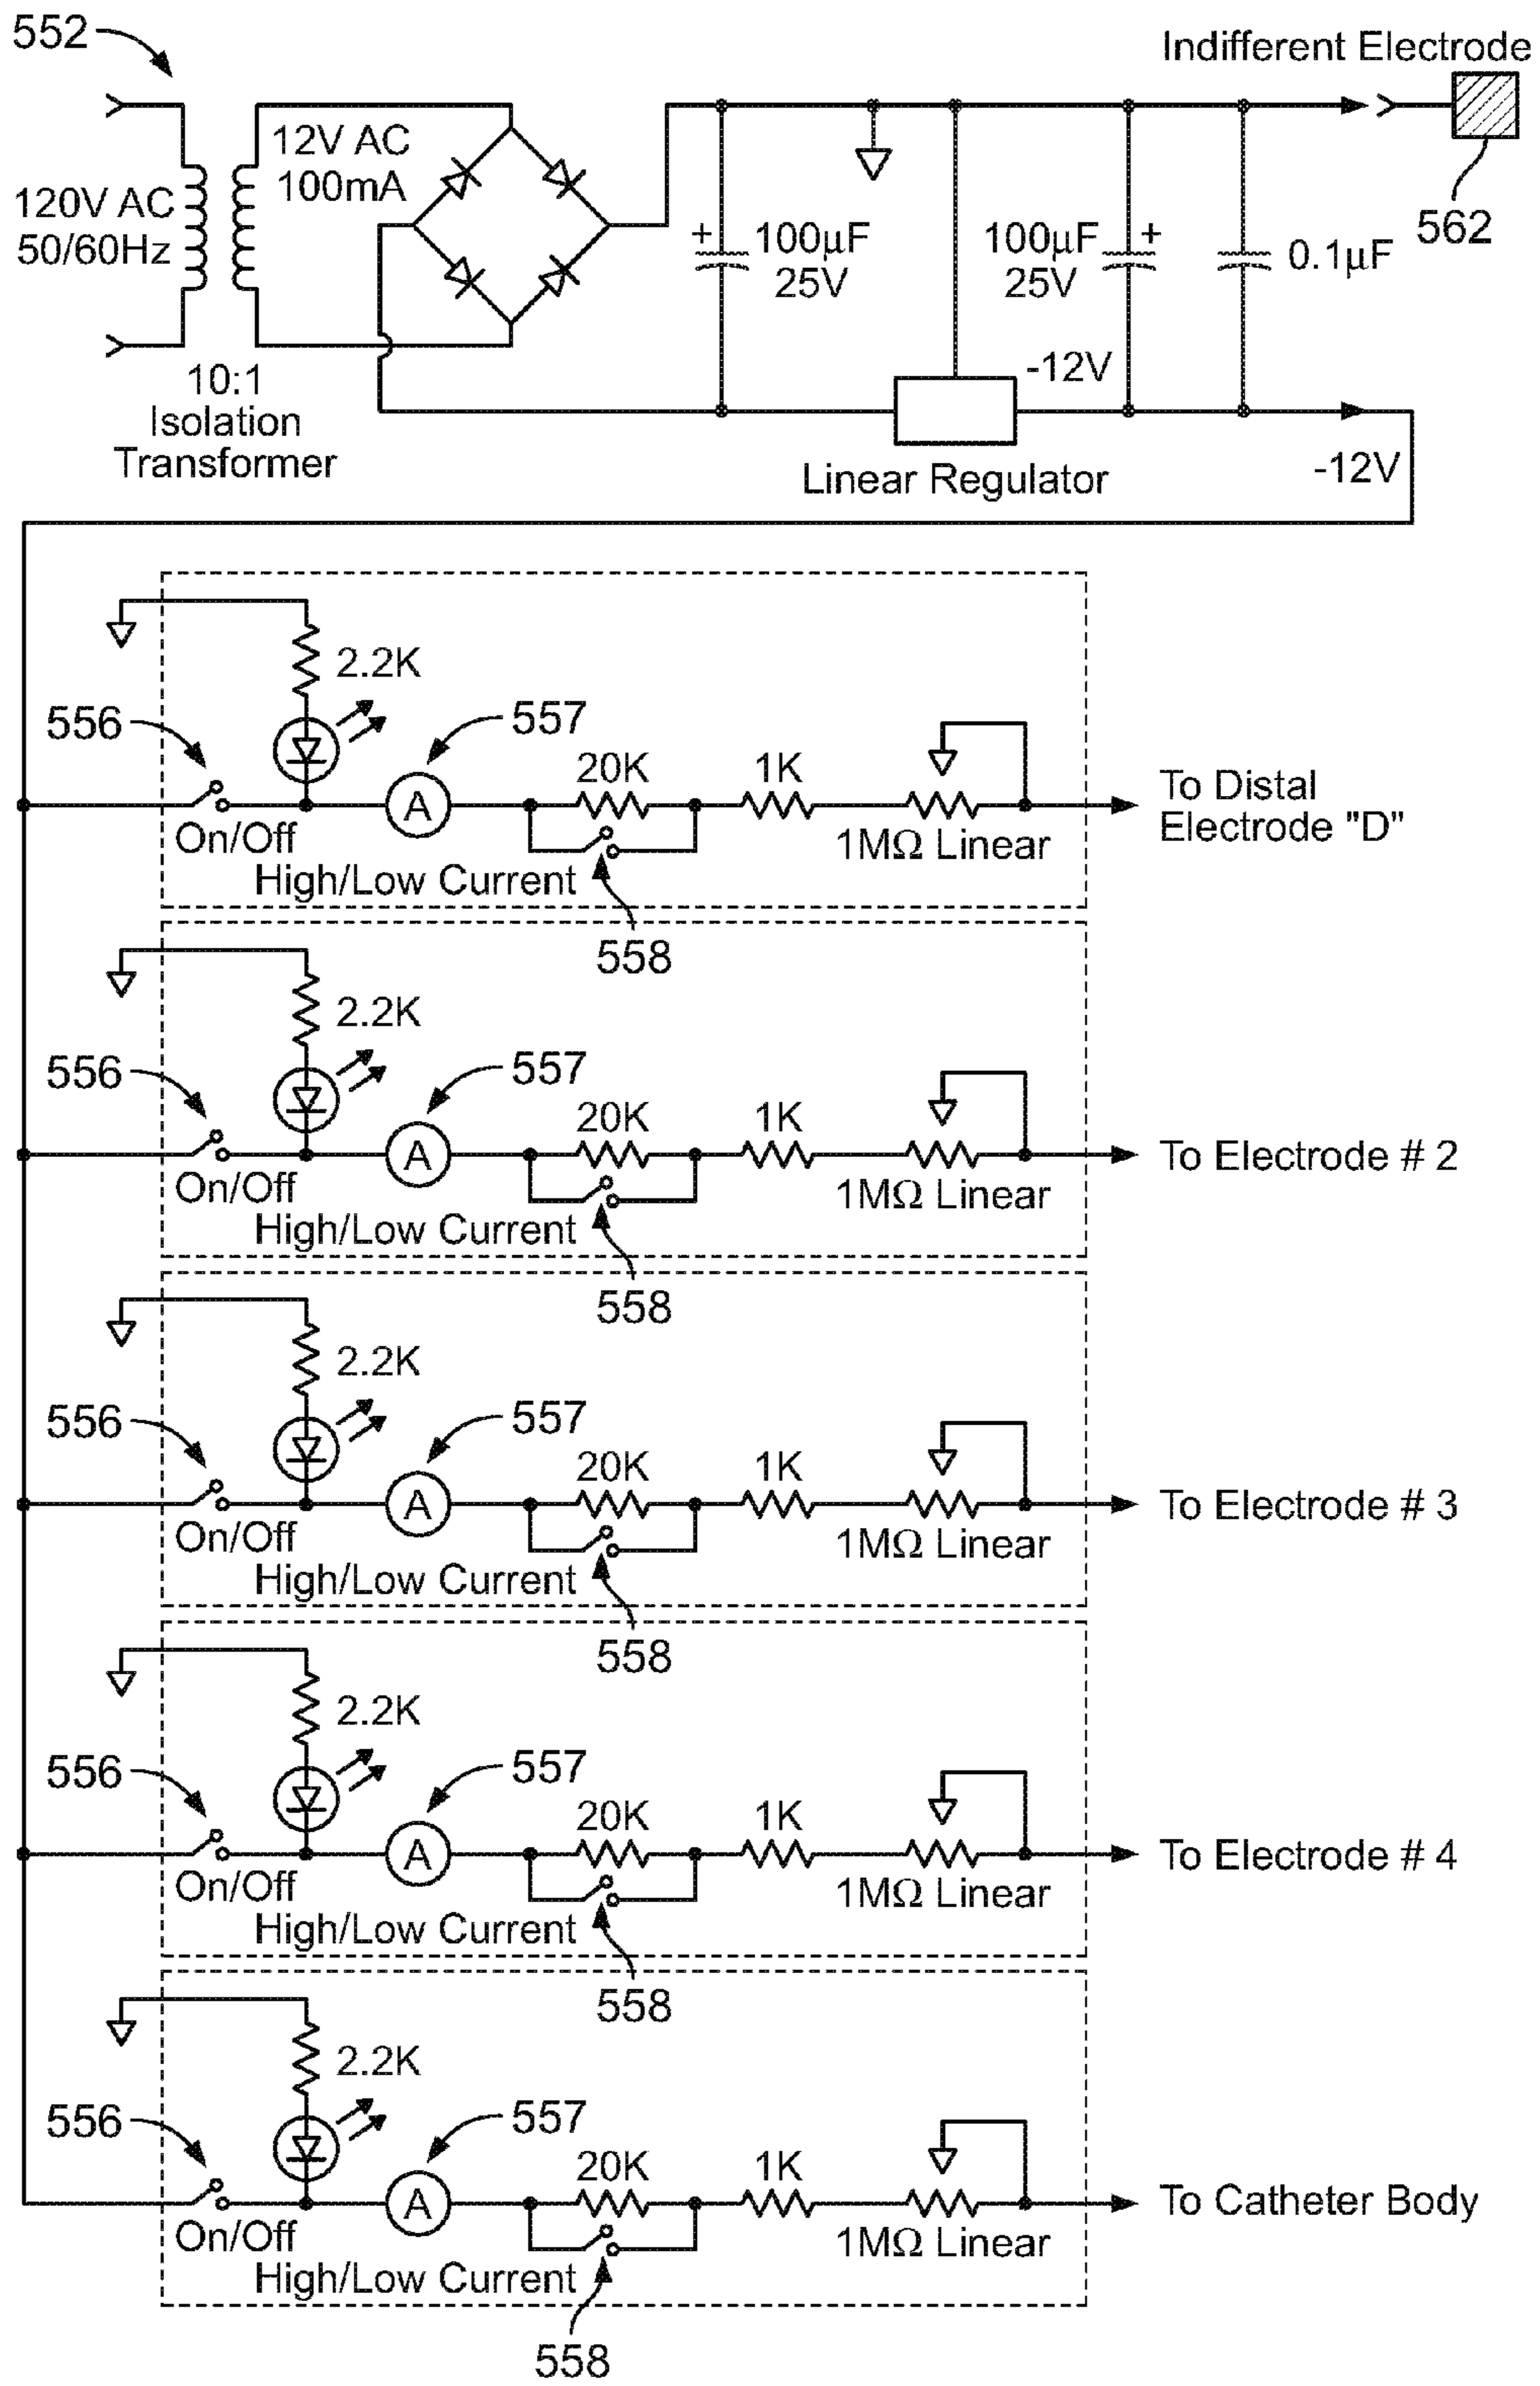 552
Indifferent Electrode
12V AC
100mA
120V AC
50/60Hz
+
100μF
25V
100μF
25V
+
0.1μF
562
10:1
Isolation
Transformer
-12V
Linear Regulator
-12V
2.2K
556
557
20K
1K
A
On/Off
High/Low Current
1MΩ Linear
558
To Distal
Electrode "D"
2.2K
556
557
20K
1K
A
On/Off
High/Low Current
1MΩ Linear
558
To Electrode # 2
2.2K
556
557
20K
1K
A
On/Off
High/Low Current
1MΩ Linear
558
To Electrode # 3
2.2K
556
557
20K
1K
A
On/Off
High/Low Current
1MΩ Linear
558
To Electrode # 4
2.2K
556
557
20K
1K
A
On/Off
High/Low Current
1MΩ Linear
558
To Catheter Body